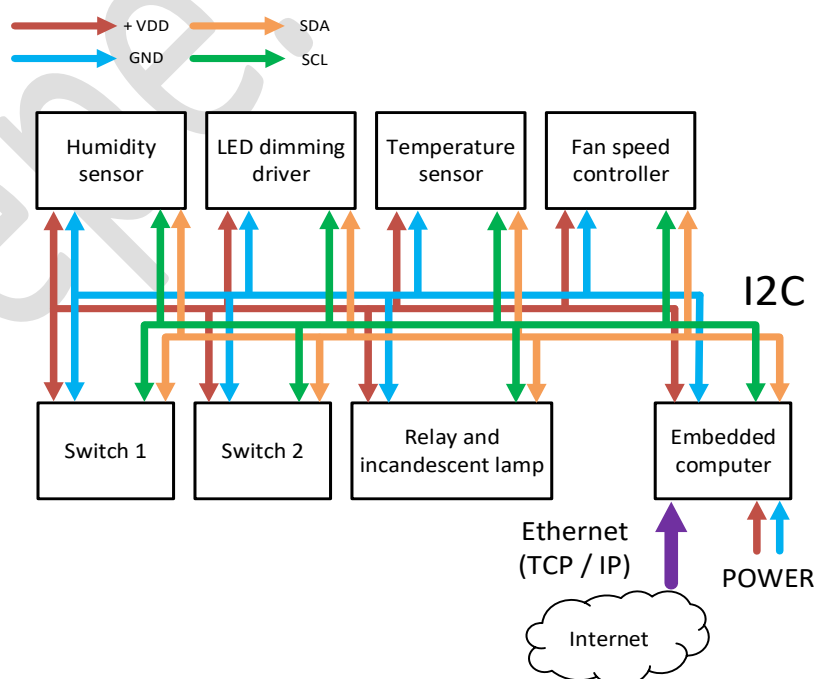 + VDD
SDA
GND
SCL
Humidity
sensor
LED dimming
driver
Temperature
sensor
Fan speed
controller
I2C
Switch 1
Switch 2
Relay and
incandescent lamp
Embedded
computer
Ethernet
(TCP / IP)
POWER
Internet